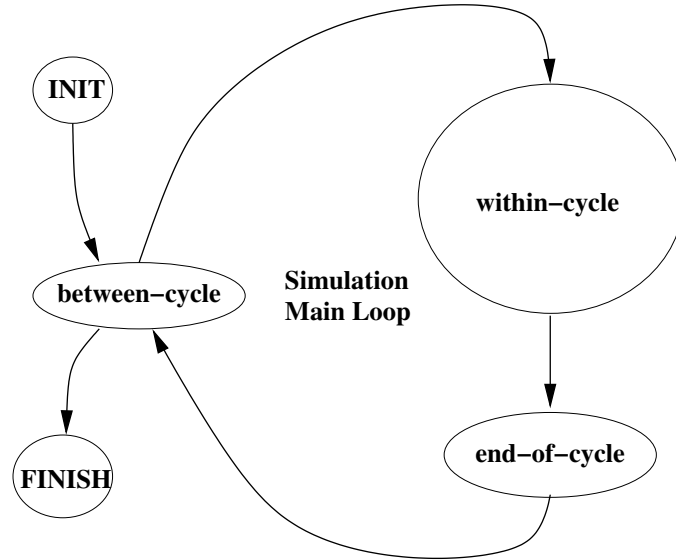 INIT
within−cycle
Simulation
Main Loop
between−cycle
end−of−cycle
FINISH